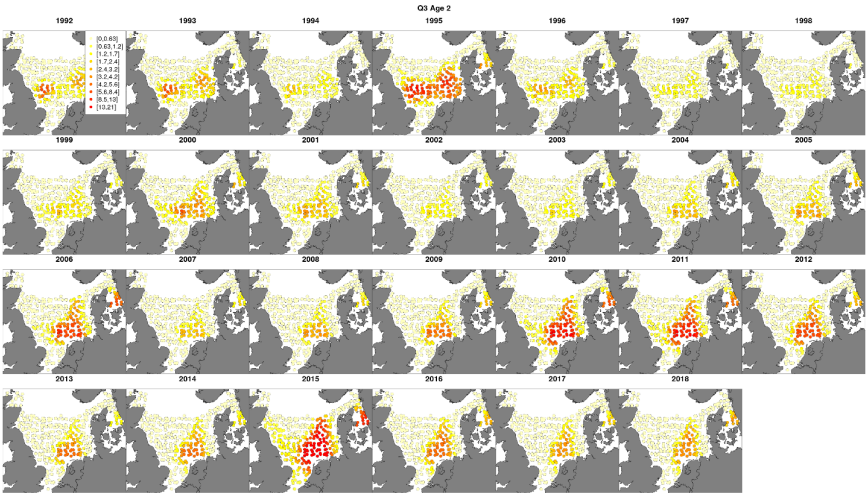 Q3 Age 2
1992 1993 1994 1995 1996 1997 1998
[0,0.63]
(0.63,1.2]
(1.2,1.7]
(1.7,2.4]
(2.4,3.2]
(3.2,4.2]
(4.2,5.6]
(5.6,8.4]
(8.5,13]
(13,21]
1999 2000 2001 2002 2003 2004 2005
2006 2007 2008 2009 2010 2011 2012
2013 2014 2015 2016 2017 2018